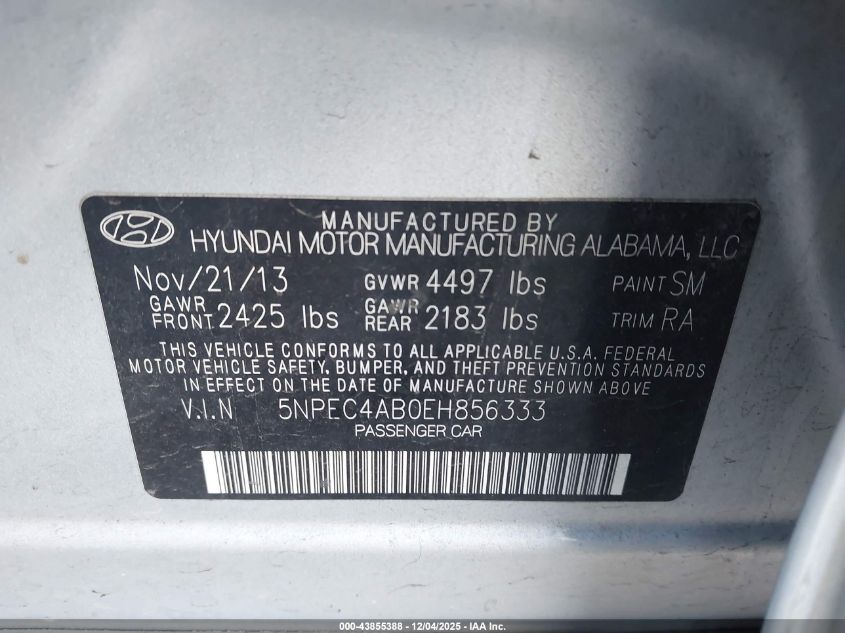 MANUFACTURED BY
HYUNDAI MOTOR MANUFACTURING ALABAMA, LLC
Nov/21/13 GVWR 4497 lbs PAINT SM
GAWR FRONT 2425 lbs GAWR REAR 2183 lbs TRIM RA
THIS VEHICLE CONFORMS TO ALL APPLICABLE U.S.A. FEDERAL
MOTOR VEHICLE SAFETY, BUMPER, AND THEFT PREVENTION STANDARDS
IN EFFECT ON THE DATE OF MANUFACTURE SHOWN ABOVE
V.I.N 5NPEC4AB0EH856333
PASSENGER CAR
000-43855388 - 12/04/2025 - IAA Inc.